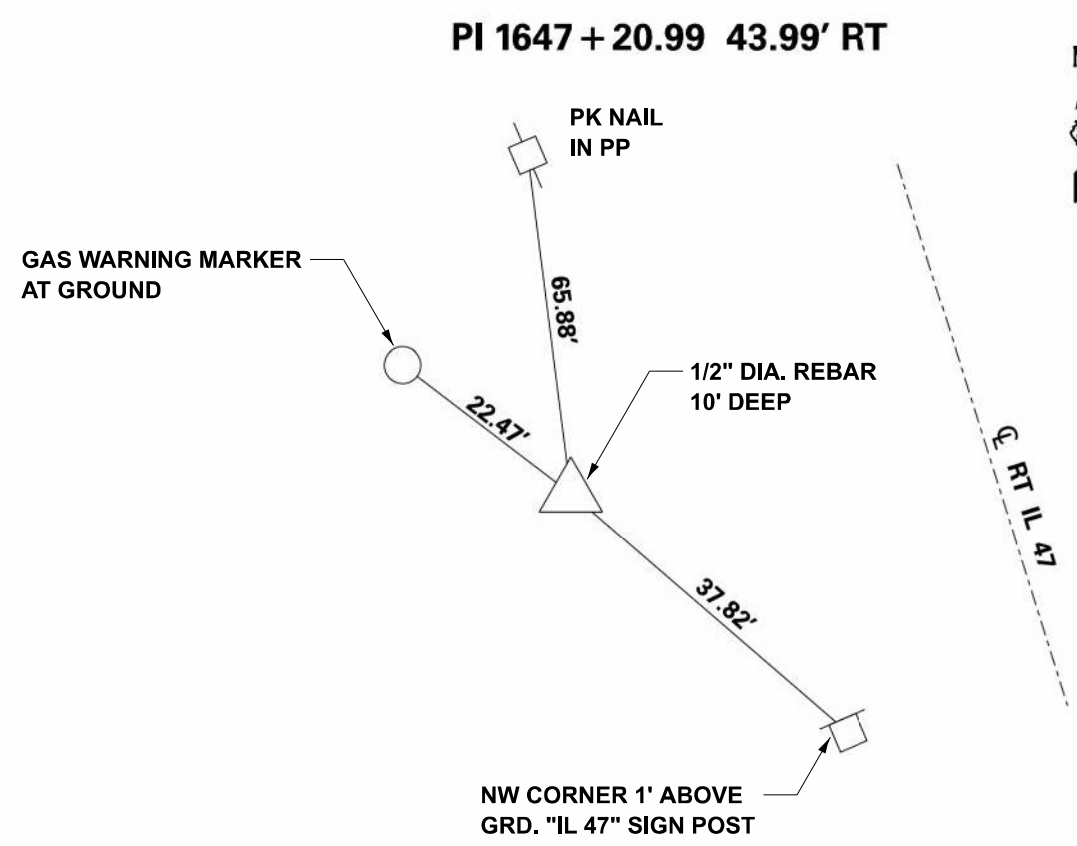 PI 1647 + 20.99 43.99' RT
PK NAIL
IN PP
GAS WARNING MARKER
AT GROUND
65.88'
22.47'
1/2" DIA. REBAR
10' DEEP
℄ RT IL 47
37.82'
NW CORNER 1' ABOVE
GRD. "IL 47" SIGN POST